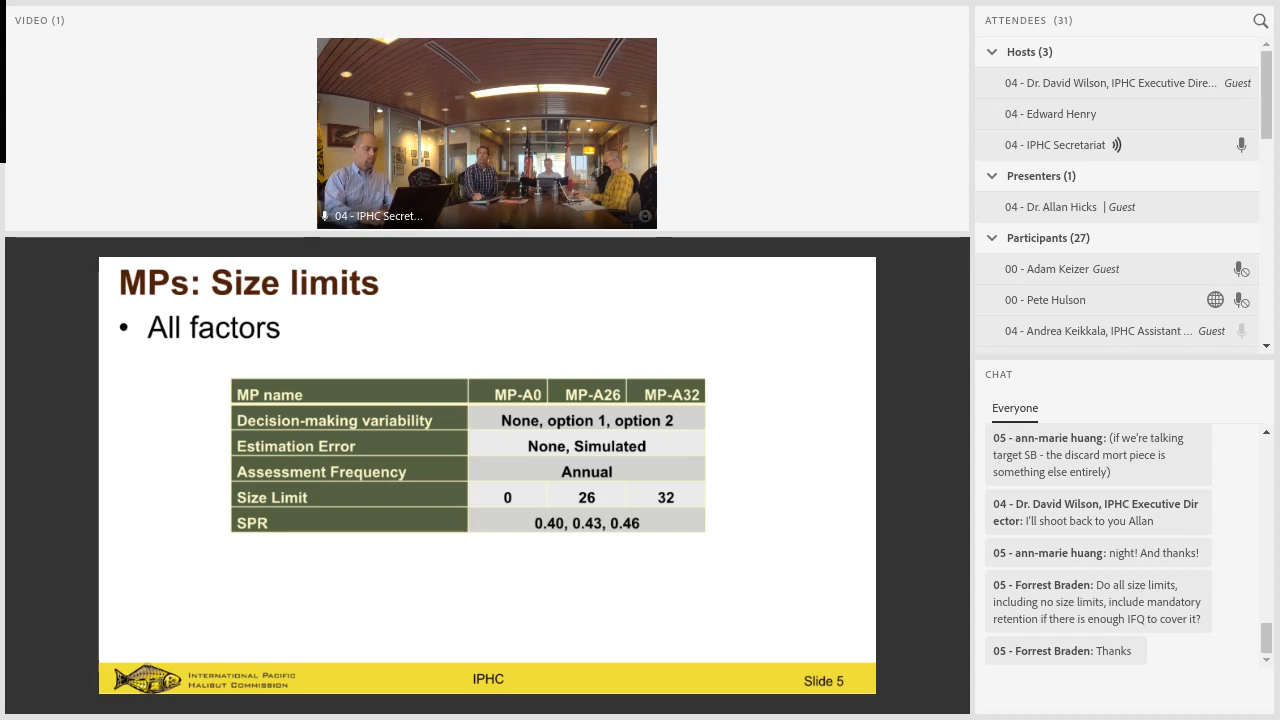 VIDEO (1)
04 - IPHC Secret...
MPs: Size limits
• All factors
MP name MP-A0 MP-A26 MP-A32
Decision-making variability None, option 1, option 2
Estimation Error None, Simulated
Assessment Frequency Annual
Size Limit 0 26 32
SPR 0.40, 0.43, 0.46
INTERNATIONAL PACIFIC
HALIBUT COMMISSION
IPHC
Slide 5
ATTENDEES (31)
Hosts (3)
04 - Dr. David Wilson, IPHC Executive Dire... Guest
04 - Edward Henry
04 - IPHC Secretariat
Presenters (1)
04 - Dr. Allan Hicks | Guest
Participants (27)
00 - Adam Keizer Guest
00 - Pete Hulson
04 - Andrea Keikkala, IPHC Assistant ... Guest
CHAT
Everyone
05 - ann-marie huang: (if we're talking
target SB - the discard mort piece is
something else entirely)
04 - Dr. David Wilson, IPHC Executive Dir
ector: I'll shoot back to you Allan
05 - ann-marie huang: night! And thanks!
05 - Forrest Braden: Do all size limits,
including no size limits, include mandatory
retention if there is enough IFQ to cover it?
05 - Forrest Braden: Thanks